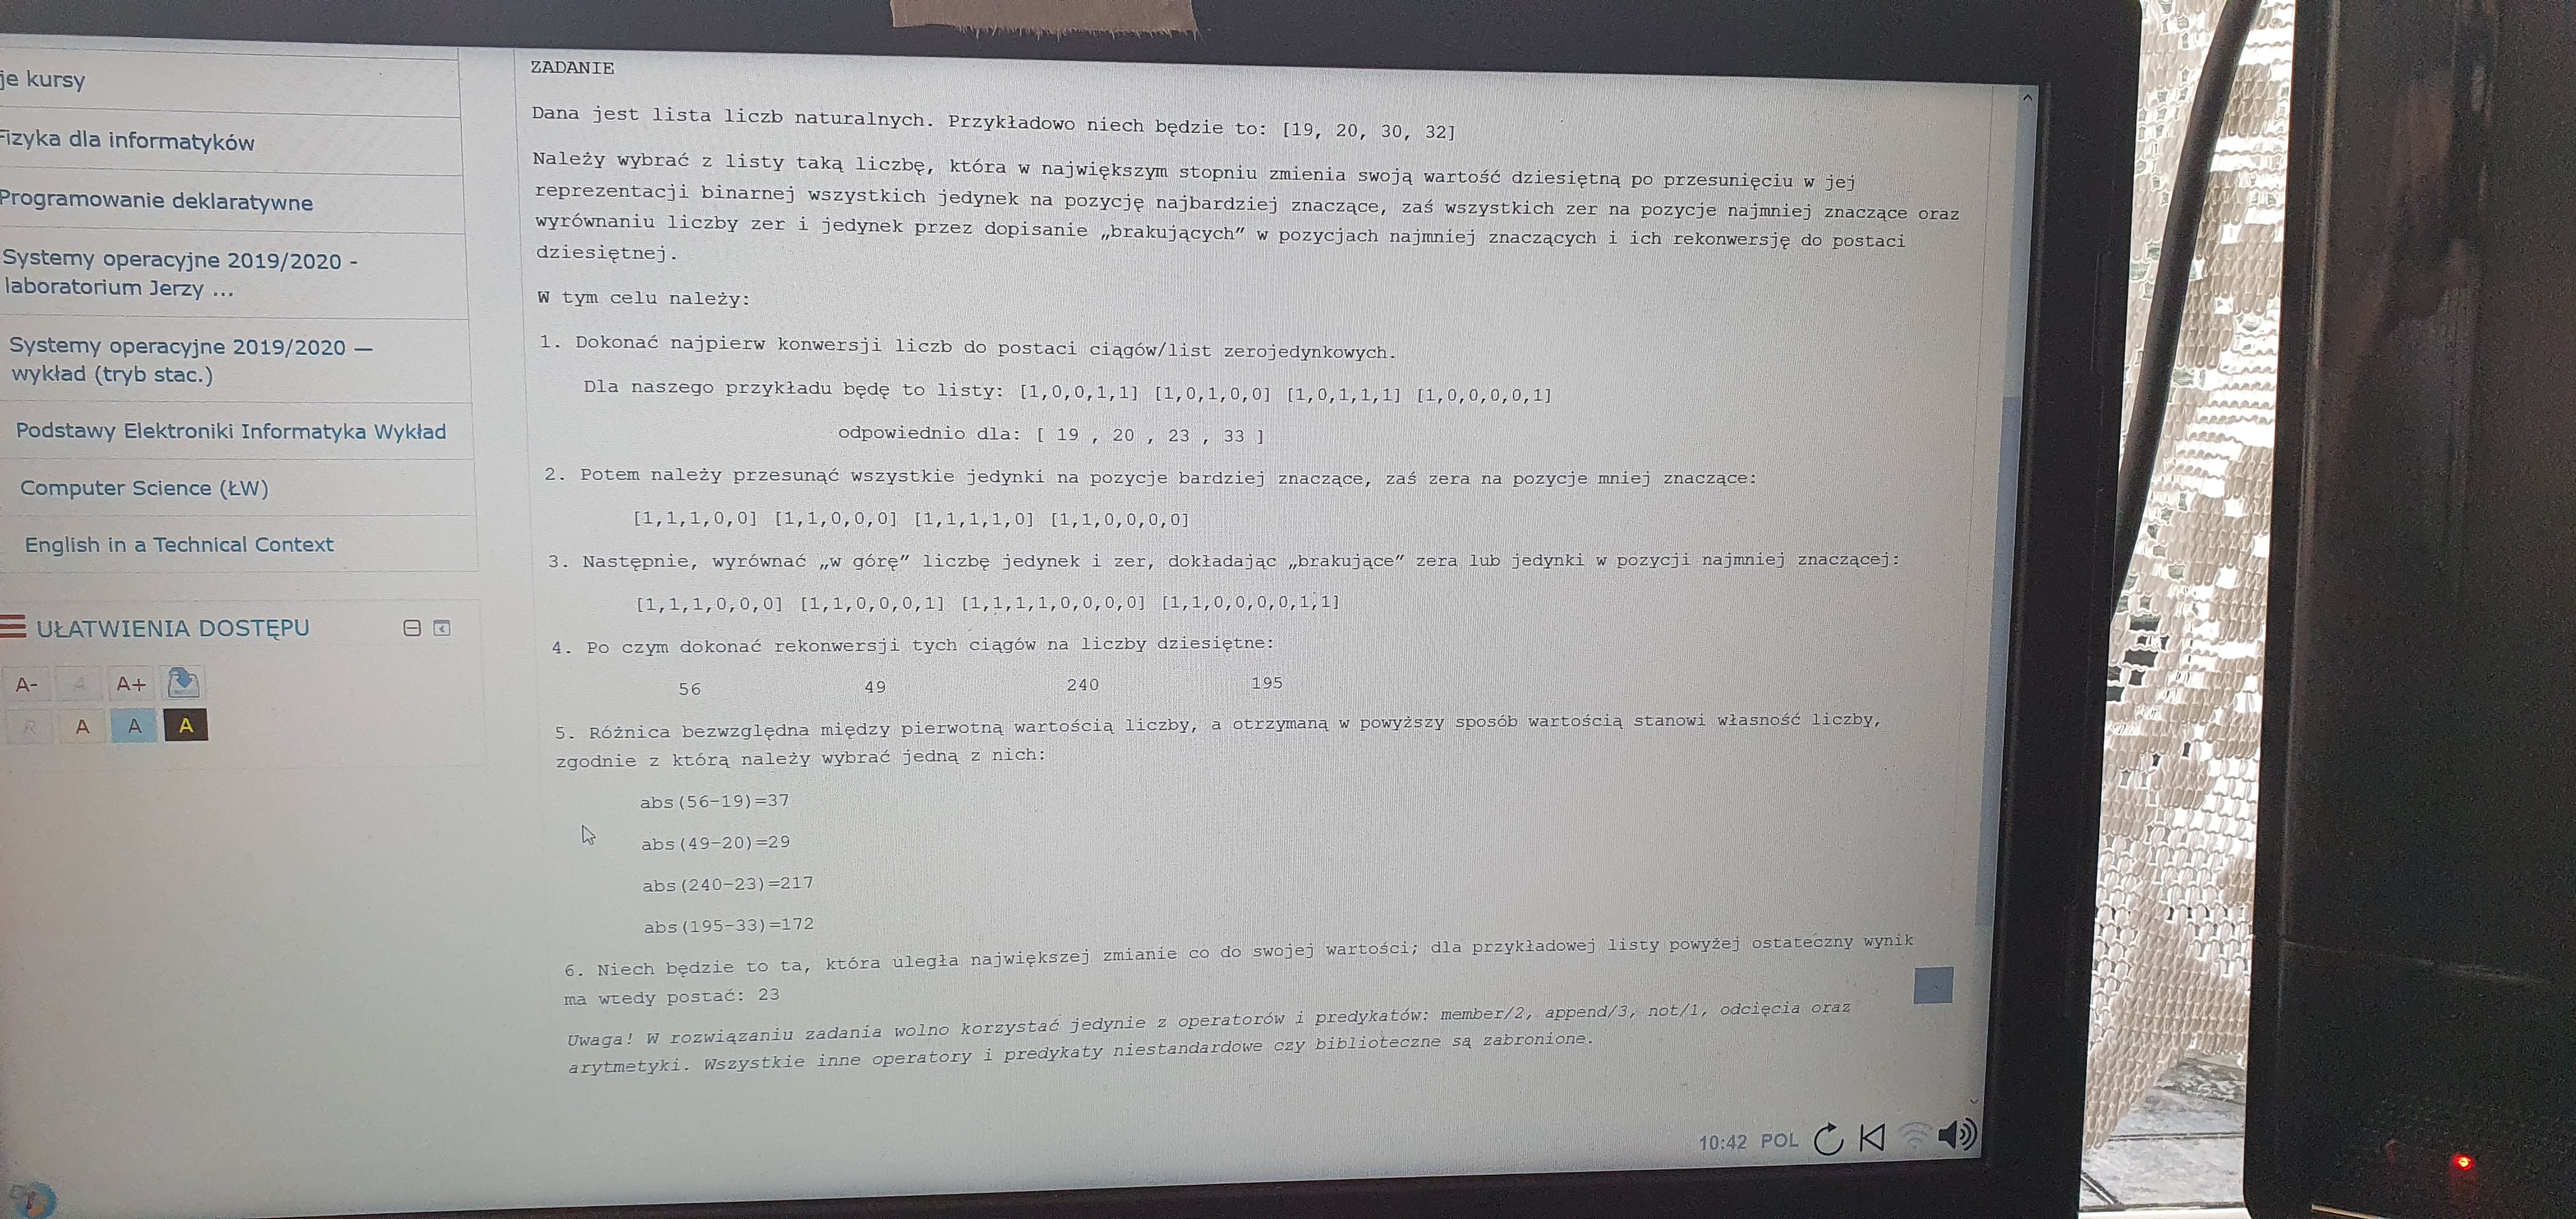 je kursy
Fizyka dla informatyków
Programowanie deklaratywne
Systemy operacyjne 2019/2020 -
laboratorium Jerzy ...
Systemy operacyjne 2019/2020 —
wykład (tryb stac.)
Podstawy Elektroniki Informatyka Wykład
Computer Science (ŁW)
English in a Technical Context
UŁATWIENIA DOSTĘPU
A- A A+
R A A A
ZADANIE
Dana jest lista liczb naturalnych. Przykładowo niech będzie to: [19, 20, 30, 32]
Należy wybrać z listy taką liczbę, która w największym stopniu zmienia swoją wartość dziesiętną po przesunięciu w jej
reprezentacji binarnej wszystkich jedynek na pozycję najbardziej znaczące, zaś wszystkich zer na pozycje najmniej znaczące oraz
wyrównaniu liczby zer i jedynek przez dopisanie „brakujących” w pozycjach najmniej znaczących i ich rekonwersję do postaci
dziesiętnej.
W tym celu należy:
1. Dokonać najpierw konwersji liczb do postaci ciągów/list zerojedynkowych.
Dla naszego przykładu będę to listy: [1,0,0,1,1] [1,0,1,0,0] [1,0,1,1,1] [1,0,0,0,0,1]
odpowiednio dla: [ 19 , 20 , 23 , 33 ]
2. Potem należy przesunąć wszystkie jedynki na pozycje bardziej znaczące, zaś zera na pozycje mniej znaczące:
[1,1,1,0,0] [1,1,0,0,0] [1,1,1,1,0] [1,1,0,0,0,0]
3. Następnie, wyrównać „w górę” liczbę jedynek i zer, dokładając „brakujące” zera lub jedynki w pozycji najmniej znaczącej:
[1,1,1,0,0,0] [1,1,0,0,0,1] [1,1,1,1,0,0,0,0] [1,1,0,0,0,0,1,1]
4. Po czym dokonać rekonwersji tych ciągów na liczby dziesiętne:
56 49 240 195
5. Różnica bezwzględna między pierwotną wartością liczby, a otrzymaną w powyższy sposób wartością stanowi własność liczby,
zgodnie z którą należy wybrać jedną z nich:
abs(56-19)=37
abs(49-20)=29
abs(240-23)=217
abs(195-33)=172
6. Niech będzie to ta, która uległa największej zmianie co do swojej wartości; dla przykładowej listy powyżej ostateczny wynik
ma wtedy postać: 23
Uwaga! W rozwiązaniu zadania wolno korzystać jedynie z operatorów i predykatów: member/2, append/3, not/1, odcięcia oraz
arytmetyki. Wszystkie inne operatory i predykaty niestandardowe czy biblioteczne są zabronione.
10:42 POL